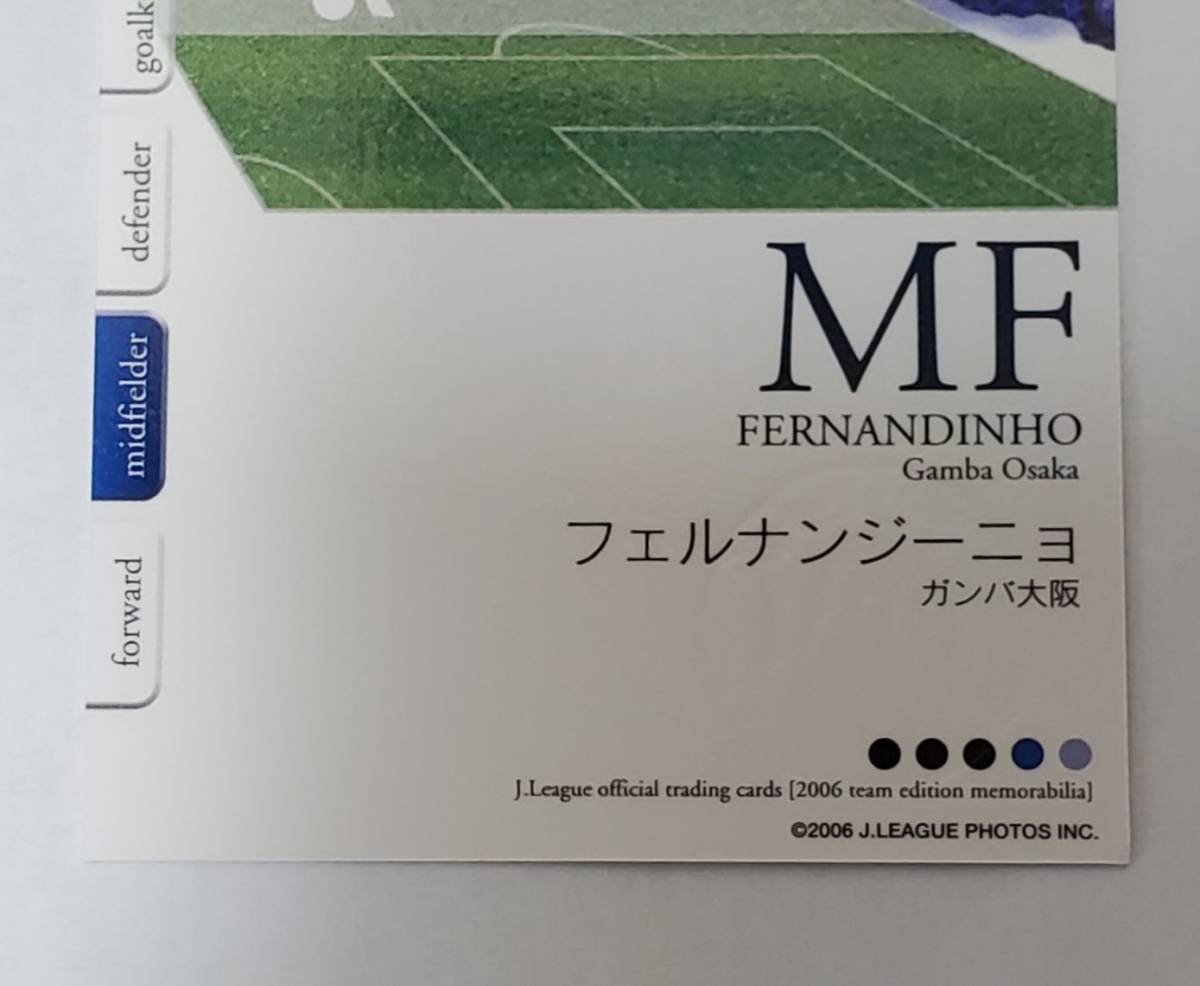 goalk
defender
midfielder
forward
MF
FERNANDINHO
Gamba Osaka
フェルナンジーニョ
ガンバ大阪
J.League official trading cards [2006 team edition memorabilia]
©2006 J.LEAGUE PHOTOS INC.